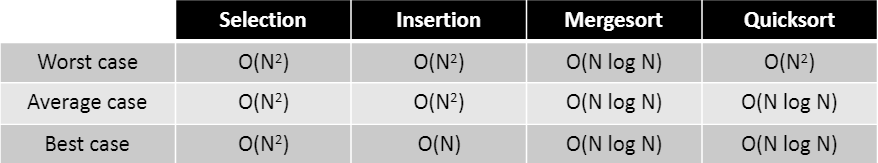 Selection Insertion Mergesort Quicksort
Worst case O(N²) O(N²) O(N log N) O(N²)
Average case O(N²) O(N²) O(N log N) O(N log N)
Best case O(N²) O(N) O(N log N) O(N log N)